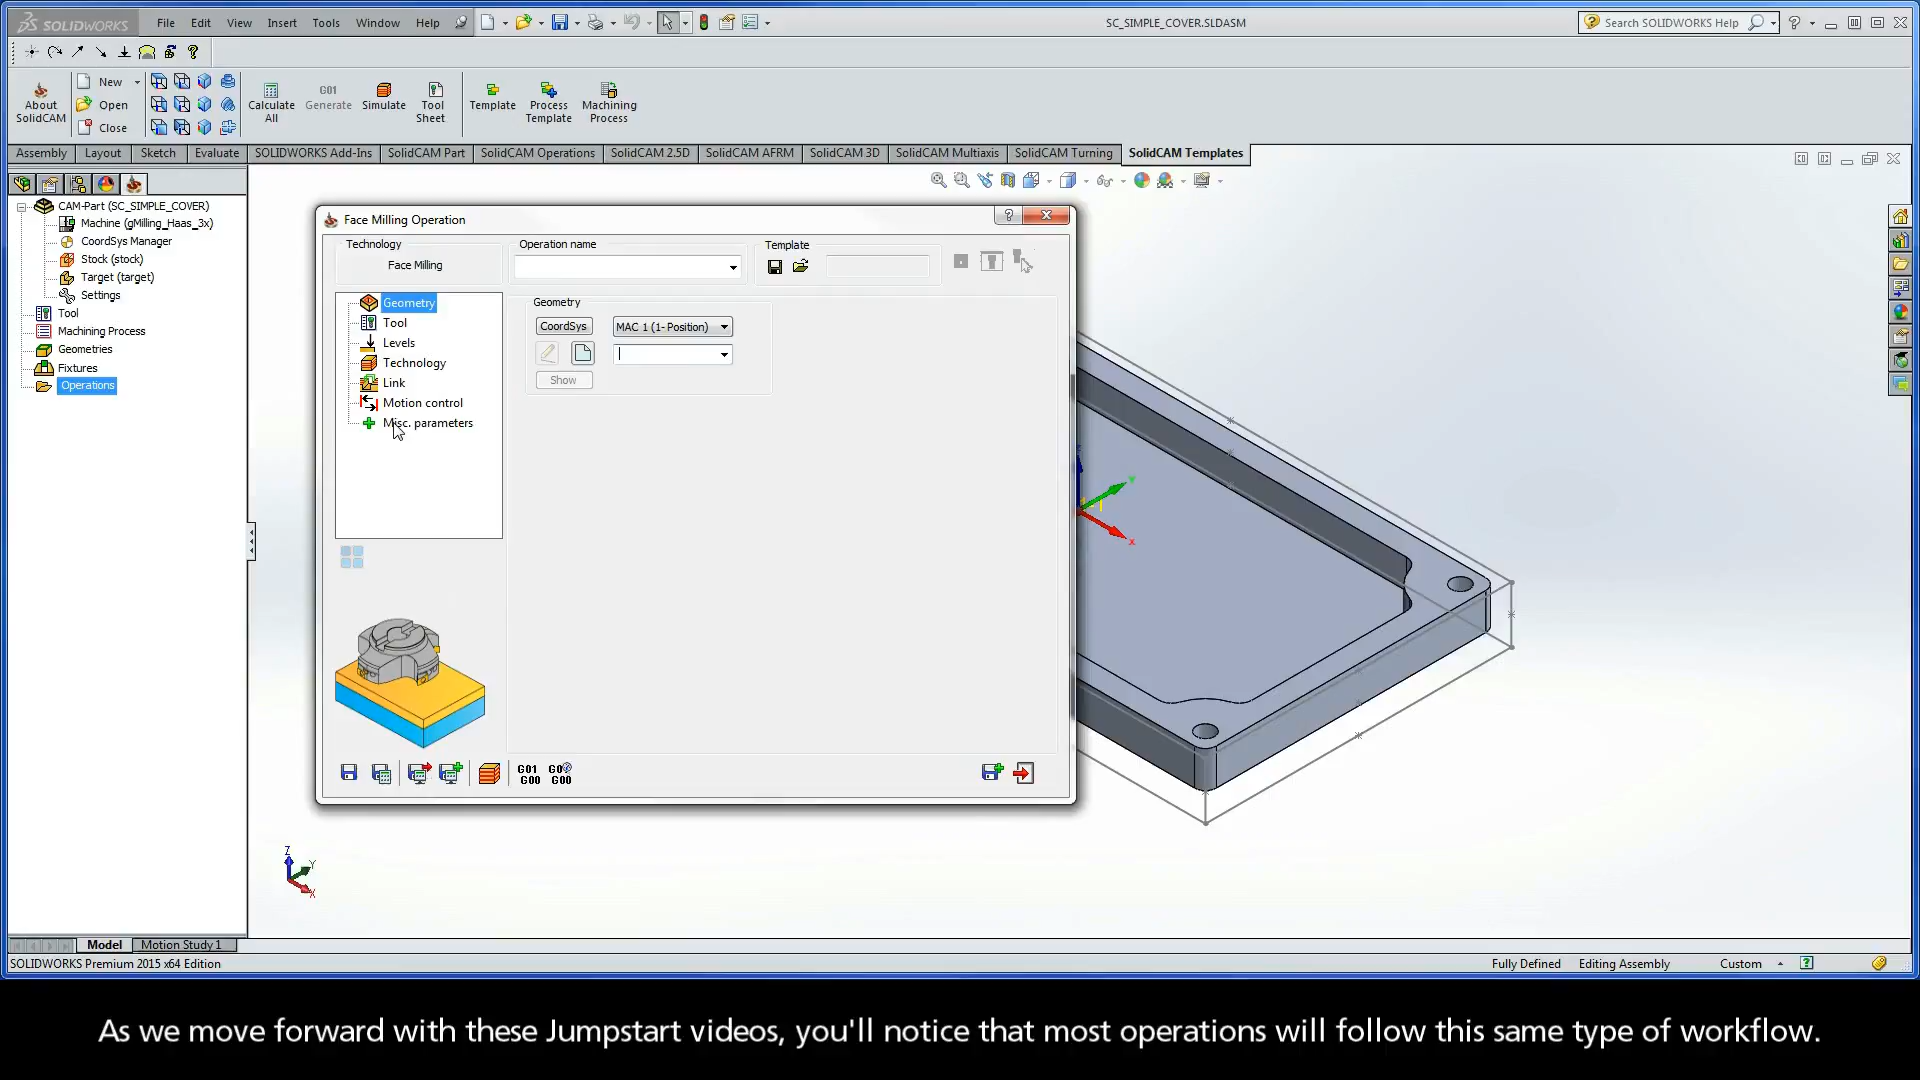 SOLIDWORKS File Edit View Insert Tools Window Help SC_SIMPLE_COVER.SLDASM Search SOLIDWORKS Help
About SolidCAM
New
Open
Close
Calculate All
G01 Generate
Simulate
Tool Sheet
Template
Process Template
Machining Process
Assembly Layout Sketch Evaluate SOLIDWORKS Add-Ins SolidCAM Part SolidCAM Operations SolidCAM 2.5D SolidCAM AFRM SolidCAM 3D SolidCAM Multiaxis SolidCAM Turning SolidCAM Templates
CAM-Part (SC_SIMPLE_COVER)
Machine (gMilling_Haas_3x)
CoordSys Manager
Stock (stock)
Target (target)
Settings
Tool
Machining Process
Geometries
Fixtures
Operations
Face Milling Operation
Technology
Face Milling
Operation name
Template
Geometry
Tool
Levels
Technology
Link
Motion control
Misc. parameters
Geometry
CoordSys MAC 1 (1- Position)
Show
G01 G00
Y
X
Z
Y
X
Model Motion Study 1
SOLIDWORKS Premium 2015 x64 Edition Fully Defined Editing Assembly Custom
As we move forward with these Jumpstart videos, you'll notice that most operations will follow this same type of workflow.